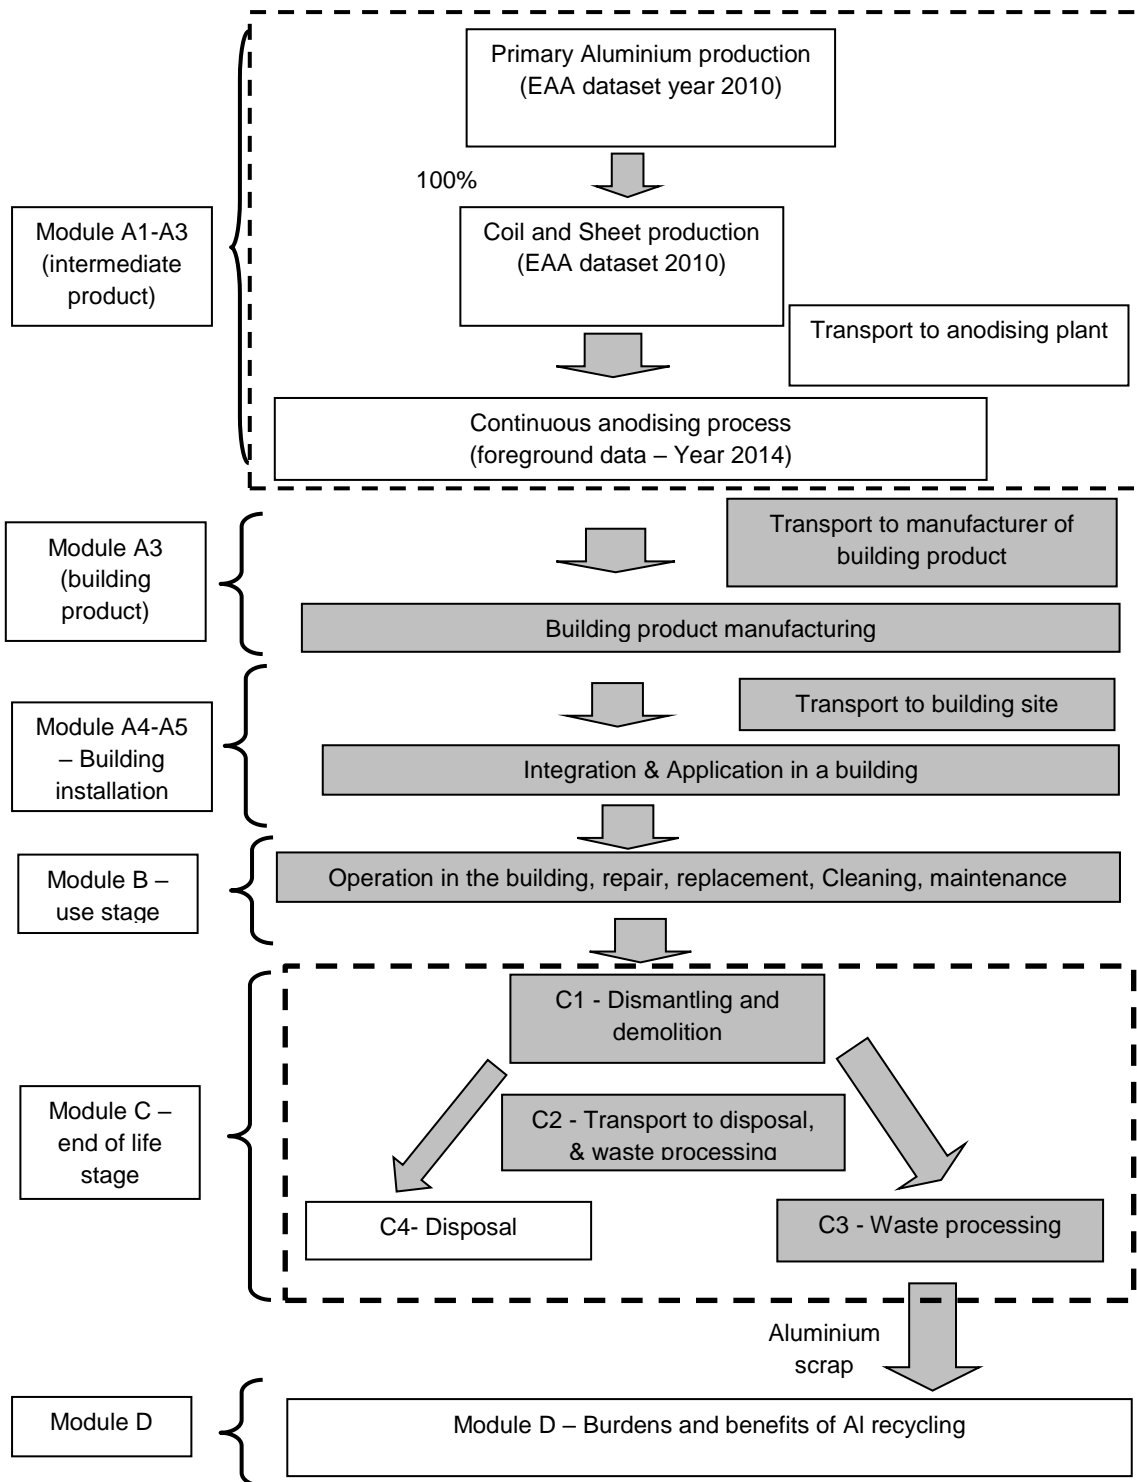 Primary Aluminium production
(EAA dataset year 2010)
100%
Module A1-A3
(intermediate
product)
Coil and Sheet production
(EAA dataset 2010)
Transport to anodising plant
Continuous anodising process
(foreground data – Year 2014)
Module A3
(building
product)
Transport to manufacturer of
building product
Building product manufacturing
Module A4-A5
– Building
installation
Transport to building site
Integration & Application in a building
Module B –
use stage
Operation in the building, repair, replacement, Cleaning, maintenance
C1 - Dismantling and
demolition
Module C –
end of life
stage
C2 - Transport to disposal,
& waste processing
C4- Disposal
C3 - Waste processing
Aluminium
scrap
Module D
Module D – Burdens and benefits of Al recycling